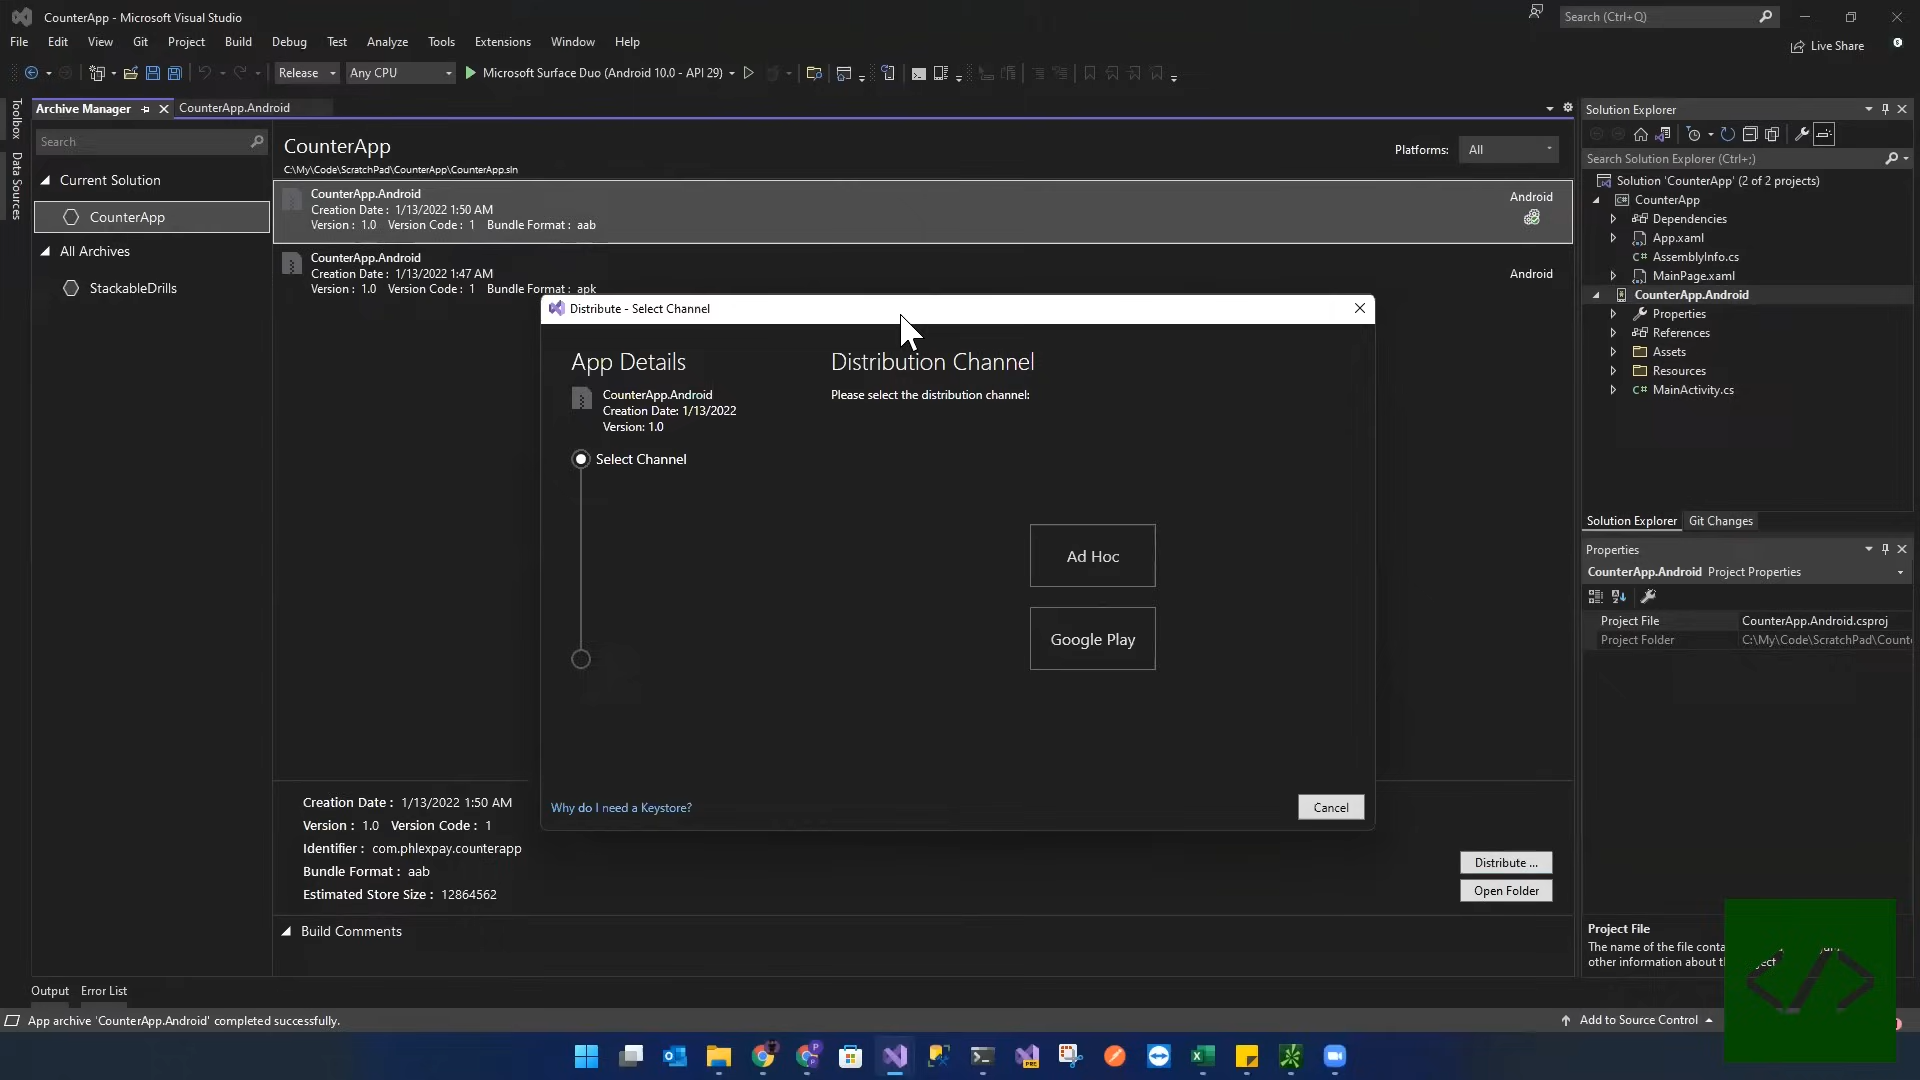 CounterApp - Microsoft Visual Studio
Search (Ctrl+Q)
File Edit View Git Project Build Debug Test Analyze Tools Extensions Window Help
Live Share
Release Any CPU Microsoft Surface Duo (Android 10.0 - API 29)
Toolbox
Data Sources
Archive Manager CounterApp.Android
Search
Current Solution
CounterApp
All Archives
StackableDrills
CounterApp
C:\My\Code\ScratchPad\CounterApp\CounterApp.sln
Platforms: All
CounterApp.Android
Creation Date : 1/13/2022 1:50 AM
Version : 1.0 Version Code : 1 Bundle Format : aab
Android
CounterApp.Android
Creation Date : 1/13/2022 1:47 AM
Version : 1.0 Version Code : 1 Bundle Format : apk
Android
Distribute - Select Channel
App Details
CounterApp.Android
Creation Date: 1/13/2022
Version: 1.0
Select Channel
Distribution Channel
Please select the distribution channel:
Ad Hoc
Google Play
Why do I need a Keystore?
Cancel
Creation Date : 1/13/2022 1:50 AM
Version : 1.0 Version Code : 1
Identifier : com.phlexpay.counterapp
Bundle Format : aab
Estimated Store Size : 12864562
Distribute ...
Open Folder
Build Comments
Solution Explorer
Search Solution Explorer (Ctrl+;)
Solution 'CounterApp' (2 of 2 projects)
CounterApp
Dependencies
App.xaml
C# AssemblyInfo.cs
MainPage.xaml
CounterApp.Android
Properties
References
Assets
Resources
C# MainActivity.cs
Solution Explorer Git Changes
Properties
CounterApp.Android Project Properties
Project File CounterApp.Android.csproj
Project Folder C:\My\Code\ScratchPad\Count
Project File
The name of the file conta
other information about t
Output Error List
App archive 'CounterApp.Android' completed successfully.
Add to Source Control